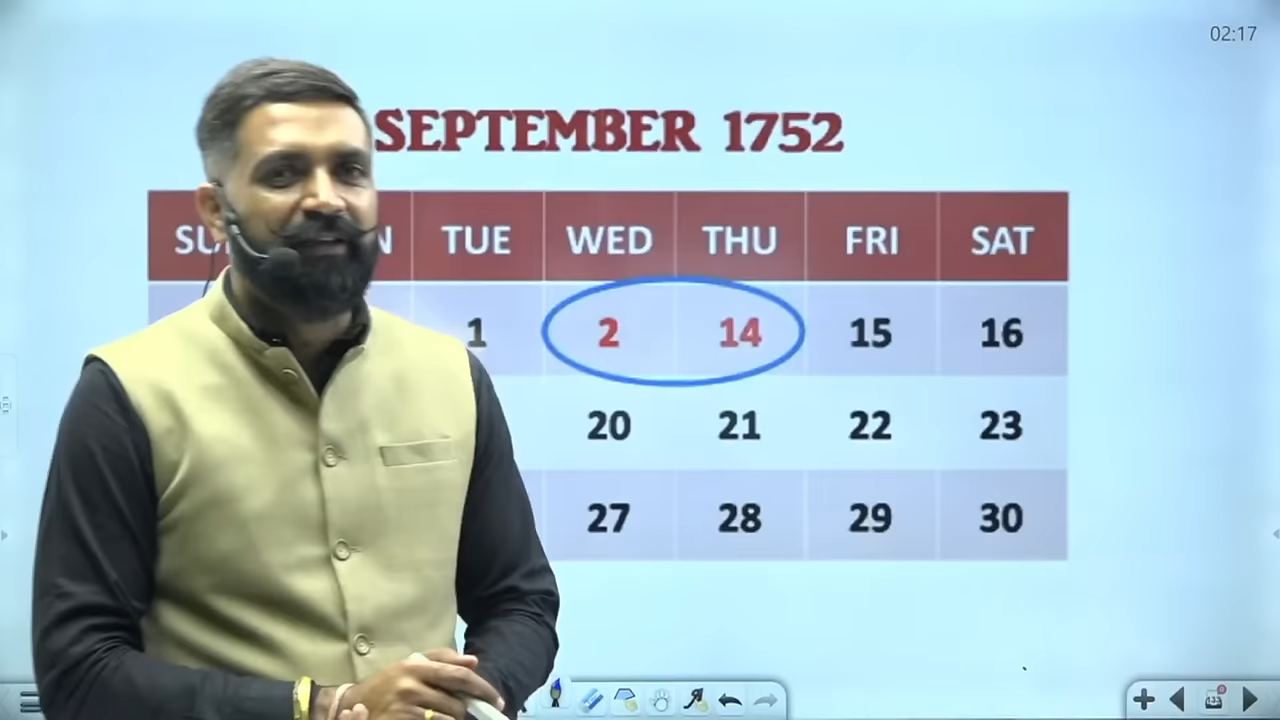 02:17
SEPTEMBER 1752
TUE WED THU FRI SAT
1 2 14 15 16
20 21 22 23
27 28 29 30